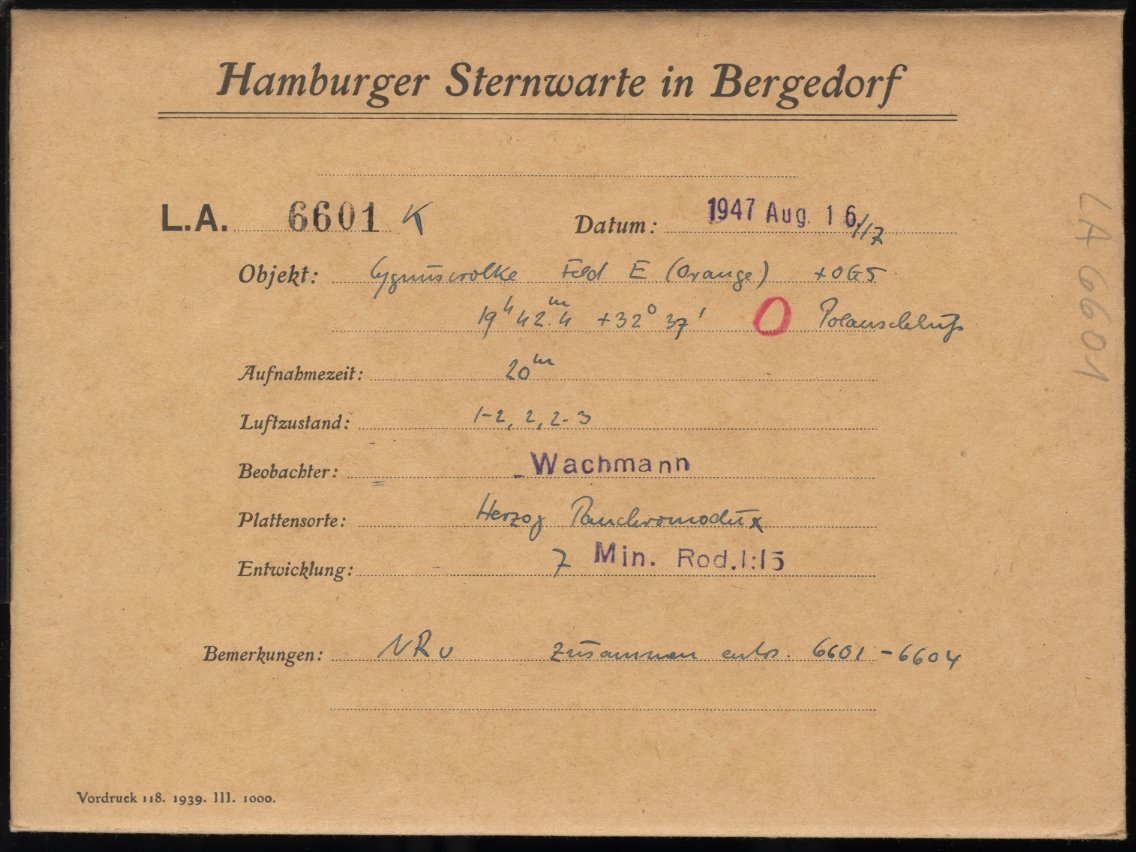 Hamburger Sternwarte in Bergedorf
L.A. 6601 K Datum: 1947 Aug. 16/17
Objekt: Cygnuswolke Feld E (Orange) + OG5
19h 42.m4 +32° 37' O Polanschluß
Aufnahmezeit: 20m
Luftzustand: 1-2, 2, 2-3
Beobachter: Wachmann
Plattensorte: Herzog
Entwicklung: 7 Min. Rod. 1:15
Bemerkungen: zusammen entw. 6601 - 6604
Vordruck 118. 1939. III. 1000.
LA 6601